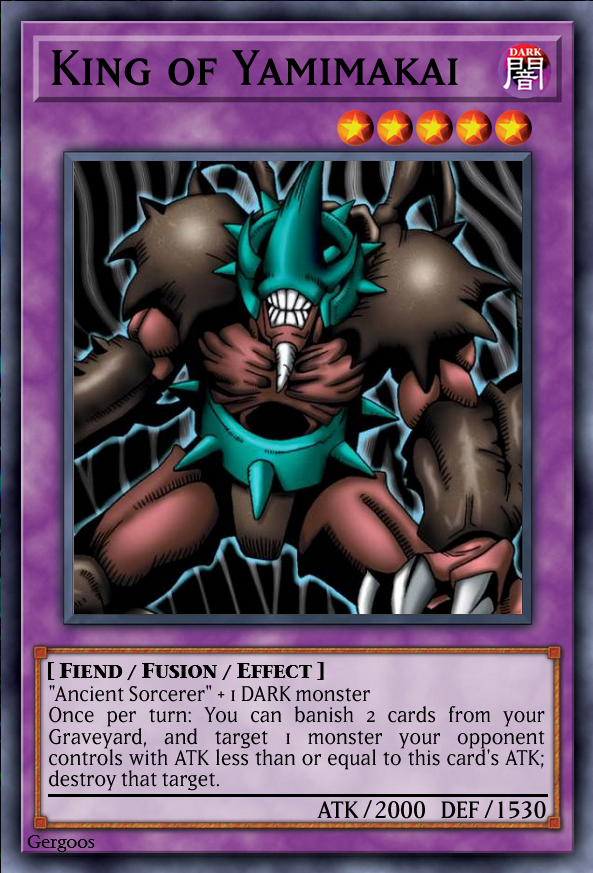 King of Yamimakai
DARK
闇
[ Fiend / Fusion / Effect ]
"Ancient Sorcerer" + 1 DARK monster
Once per turn: You can banish 2 cards from your
Graveyard, and target 1 monster your opponent
controls with ATK less than or equal to this card's ATK;
destroy that target.
ATK / 2000 DEF / 1530
Gergoos